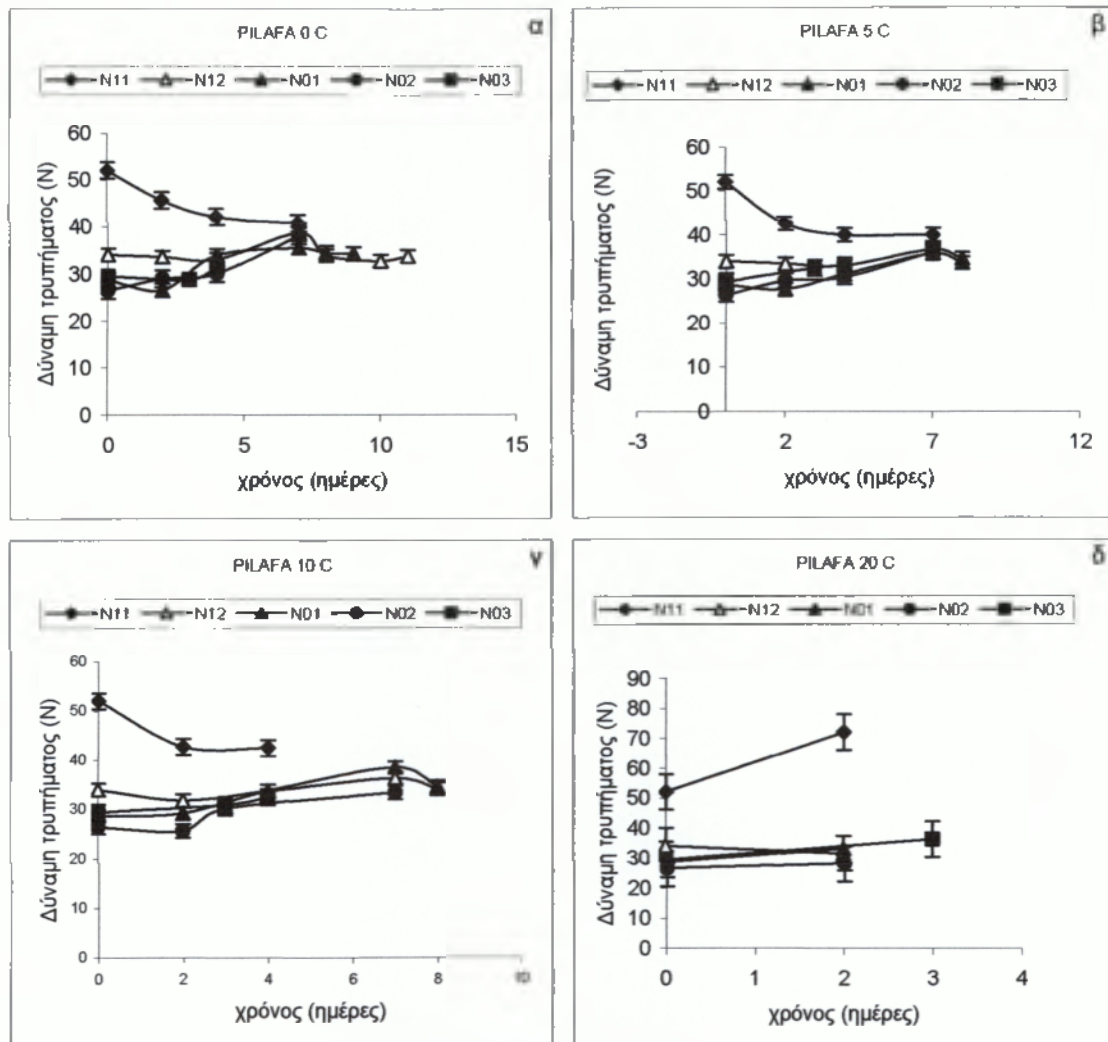 PILAFA 0 C
α
N11 N12 N01 N02 N03
Δύναμη τρυπήματος (N)
60
50
40
30
20
10
0
0 5 10 15
χρόνος (ημέρες)
PILAFA 5 C
β
N11 N12 N01 N02 N03
Δύναμη τρυπήματος (N)
60
50
40
30
20
10
0
-3 2 7 12
χρόνος (ημέρες)
PILAFA 10 C
γ
N11 N12 N01 N02 N03
Δύναμη τρυπήματος (N)
60
50
40
30
20
10
0
0 2 4 6 8 10
χρόνος (ημέρες)
PILAFA 20 C
δ
N11 N12 N01 N02 N03
Δύναμη τρυπήματος (N)
90
80
70
60
50
40
30
20
10
0
0 1 2 3 4
χρόνος (ημέρες)